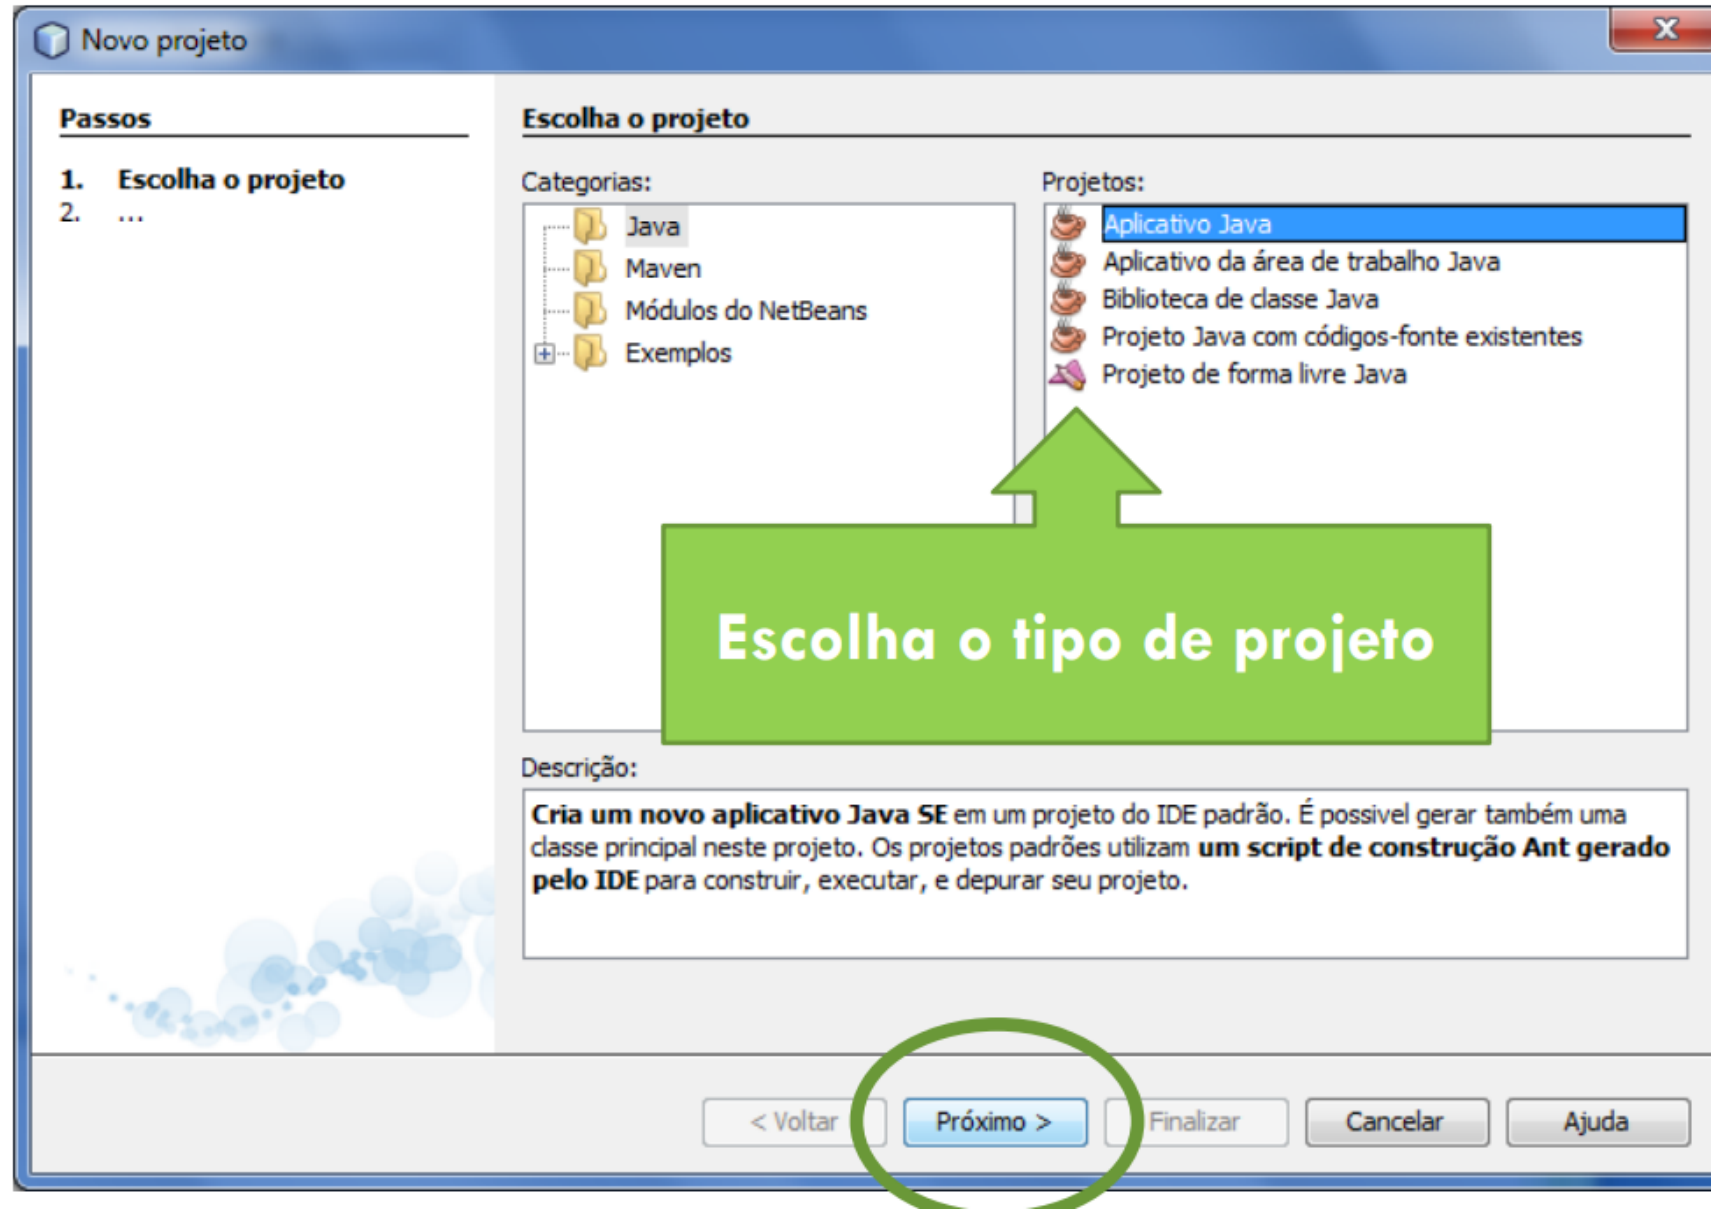 Novo projeto
Passos
1. Escolha o projeto
2. ...
Escolha o projeto
Categorias:
Java
Maven
Módulos do NetBeans
Exemplos
Projetos:
Aplicativo Java
Aplicativo da área de trabalho Java
Biblioteca de classe Java
Projeto Java com códigos-fonte existentes
Projeto de forma livre Java
Escolha o tipo de projeto
Descrição:
Cria um novo aplicativo Java SE em um projeto do IDE padrão. É possivel gerar também uma
classe principal neste projeto. Os projetos padrões utilizam um script de construção Ant gerado
pelo IDE para construir, executar, e depurar seu projeto.
< Voltar
Próximo >
Finalizar
Cancelar
Ajuda